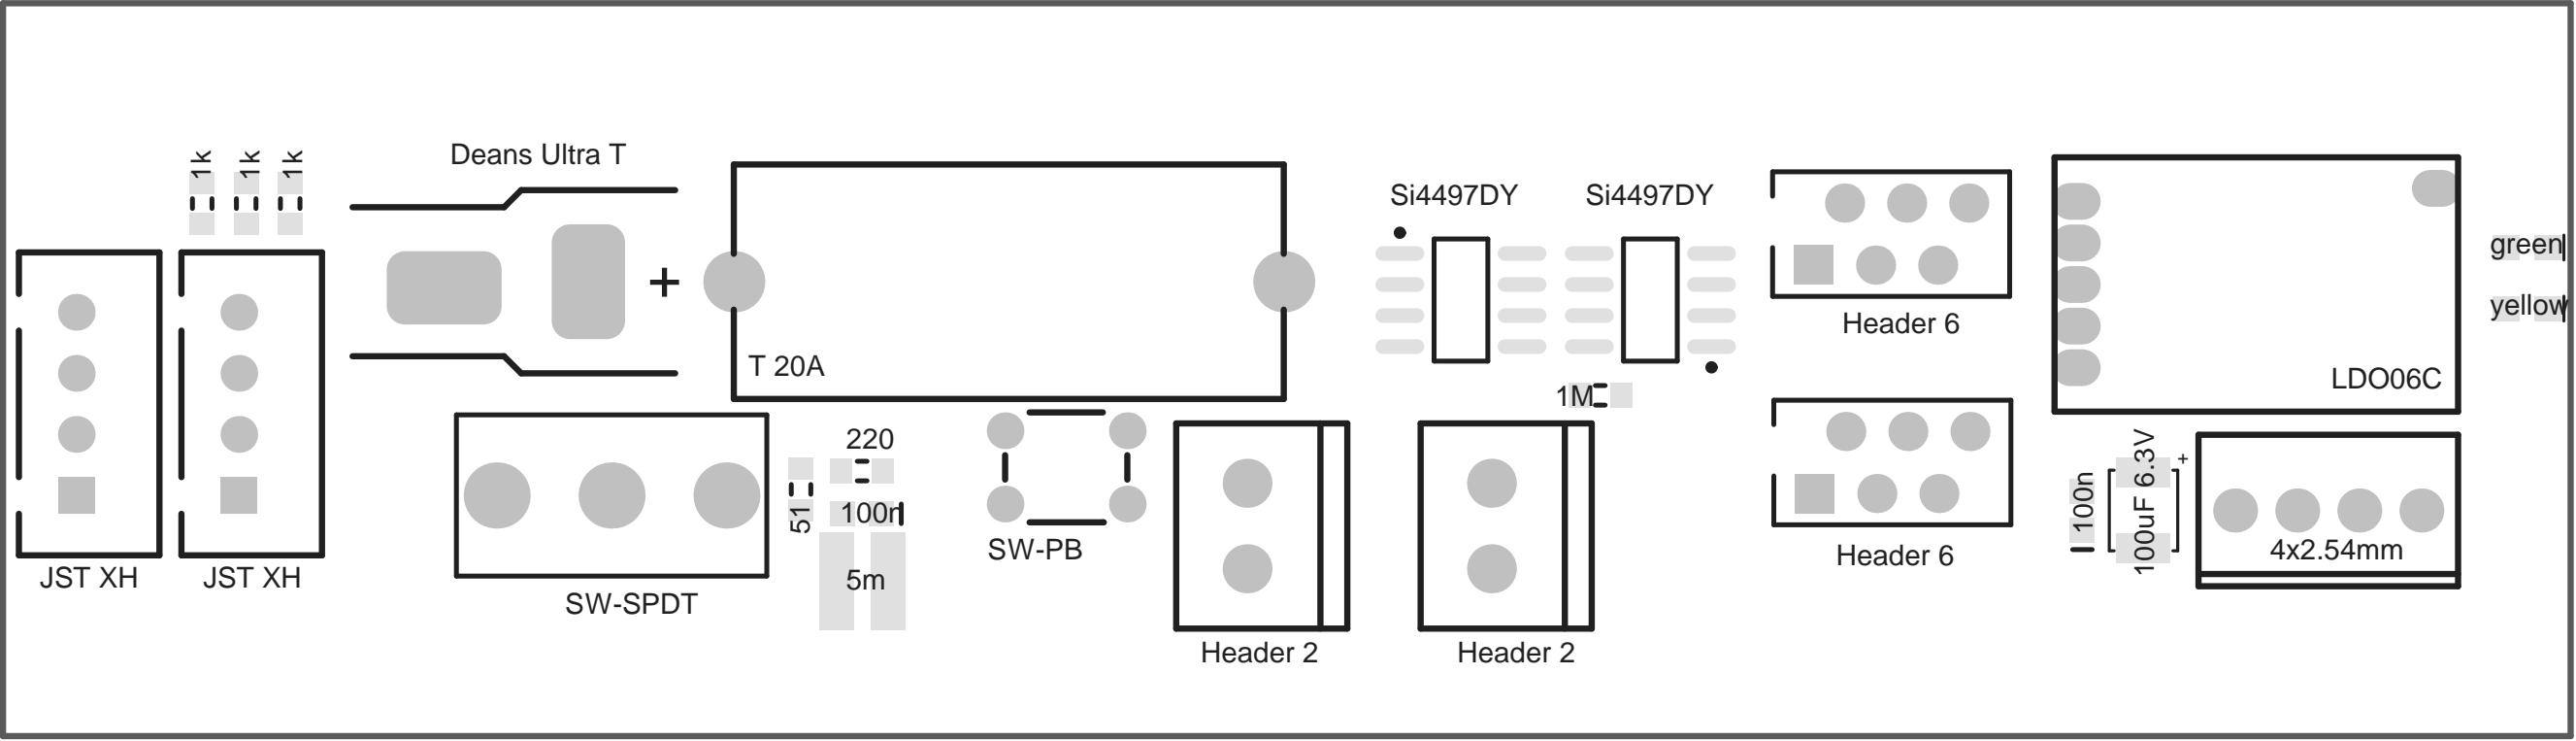 1k
1k
1k
Deans Ultra T
+
T 20A
Si4497DY
Si4497DY
Header 6
LDO06C
green
yellow
1M
JST XH
JST XH
SW-SPDT
220
51
100n
5m
SW-PB
Header 2
Header 2
Header 6
100n
100uF 6.3V
+
4x2.54mm